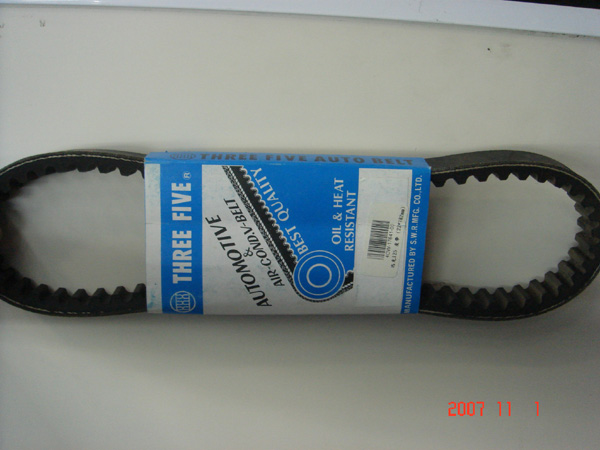 THREE FIVE AUTO BELT
THREE FIVE®
AUTOMOTIVE
&
AIR-CONDI V-BELT
BEST QUALITY
OIL & HEAT
RESISTANT
MANUFACTURED BY S.W.R.MFG. CO.,LTD.
2007 11 1